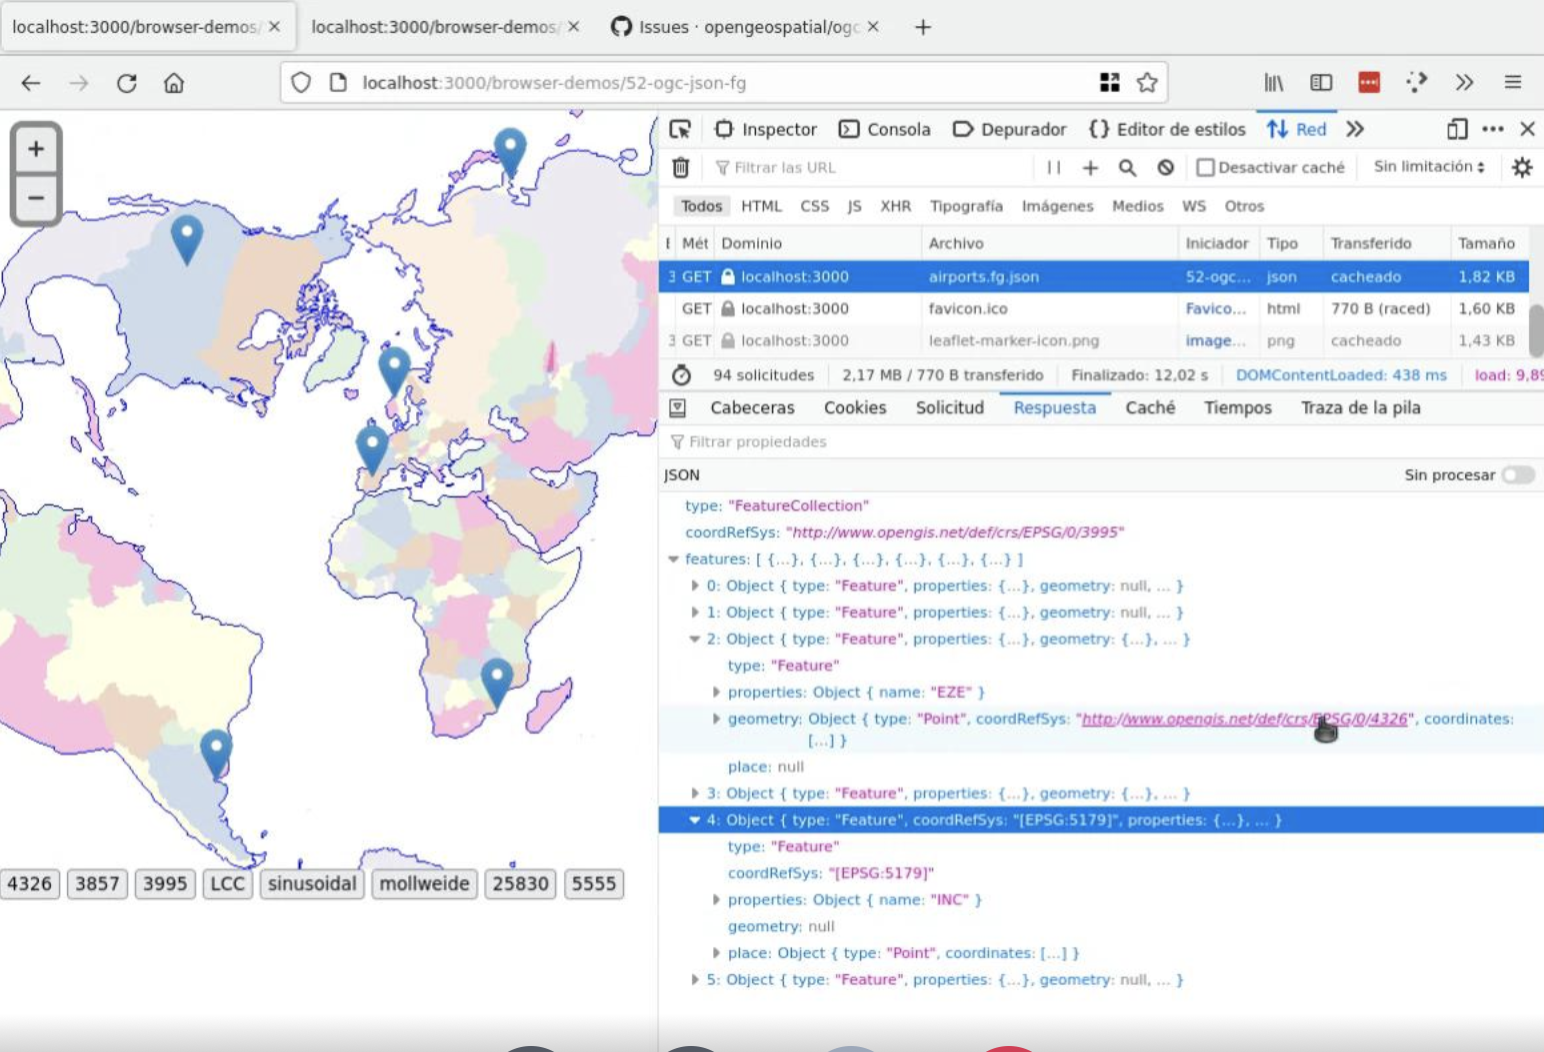 localhost:3000/browser-demos/
localhost:3000/browser-demos/
Issues · opengeospatial/ogc
localhost:3000/browser-demos/52-ogc-json-fg
+
−
Inspector
Consola
Depurador
{} Editor de estilos
Red
Filtrar las URL
Desactivar caché
Sin limitación
Todos HTML CSS JS XHR Tipografía Imágenes Medios WS Otros
Mét Dominio Archivo Iniciador Tipo Transferido Tamaño
3 GET localhost:3000 airports.fg.json 52-ogc... json cacheado 1,82 KB
GET localhost:3000 favicon.ico Favico... html 770 B (raced) 1,60 KB
3 GET localhost:3000 leaflet-marker-icon.png image... png cacheado 1,43 KB
94 solicitudes 2,17 MB / 770 B transferido Finalizado: 12,02 s DOMContentLoaded: 438 ms load: 9,89
Cabeceras Cookies Solicitud Respuesta Caché Tiempos Traza de la pila
Filtrar propiedades
JSON
Sin procesar
type: "FeatureCollection"
coordRefSys: "http://www.opengis.net/def/crs/EPSG/0/3995"
features: [ {...}, {...}, {...}, {...}, {...}, {...} ]
0: Object { type: "Feature", properties: {...}, geometry: null, ... }
1: Object { type: "Feature", properties: {...}, geometry: null, ... }
2: Object { type: "Feature", properties: {...}, geometry: {...}, ... }
type: "Feature"
properties: Object { name: "EZE" }
geometry: Object { type: "Point", coordRefSys: "http://www.opengis.net/def/crs/EPSG/0/4326", coordinates:
[...] }
place: null
3: Object { type: "Feature", properties: {...}, geometry: {...}, ... }
4: Object { type: "Feature", coordRefSys: "[EPSG:5179]", properties: {...}, ... }
type: "Feature"
coordRefSys: "[EPSG:5179]"
properties: Object { name: "INC" }
geometry: null
place: Object { type: "Point", coordinates: [...] }
5: Object { type: "Feature", properties: {...}, geometry: null, ... }
4326 3857 3995 LCC sinusoidal mollweide 25830 5555